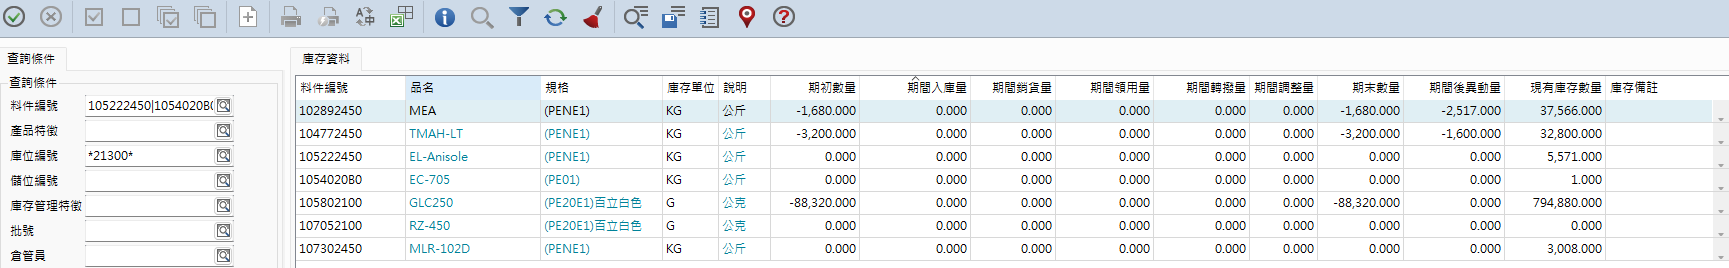 查詢條件
查詢條件
料件編號 105222450|1054020B0
產品特徵
庫位編號 *21300*
儲位編號
庫存管理特徵
批號
倉管員
庫存資料
料件編號 品名 規格 庫存單位 說明 期初數量 期間入庫量 期間銷貨量 期間領用量 期間轉撥量 期間調整量 期末數量 期間後異動量 現有庫存數量 庫存備註
102892450 MEA (PENE1) KG 公斤 -1,680.000 0.000 0.000 0.000 0.000 0.000 -1,680.000 -2,517.000 37,566.000
104772450 TMAH-LT (PENE1) KG 公斤 -3,200.000 0.000 0.000 0.000 0.000 0.000 -3,200.000 -1,600.000 32,800.000
105222450 EL-Anisole (PENE1) KG 公斤 0.000 0.000 0.000 0.000 0.000 0.000 0.000 0.000 5,571.000
1054020B0 EC-705 (PE01) KG 公斤 0.000 0.000 0.000 0.000 0.000 0.000 0.000 0.000 1.000
105802100 GLC250 (PE20E1)百立白色 G 公克 -88,320.000 0.000 0.000 0.000 0.000 0.000 -88,320.000 0.000 794,880.000
107052100 RZ-450 (PE20E1)百立白色 G 公克 0.000 0.000 0.000 0.000 0.000 0.000 0.000 0.000 0.000
107302450 MLR-102D (PENE1) KG 公斤 0.000 0.000 0.000 0.000 0.000 0.000 0.000 0.000 3,008.000